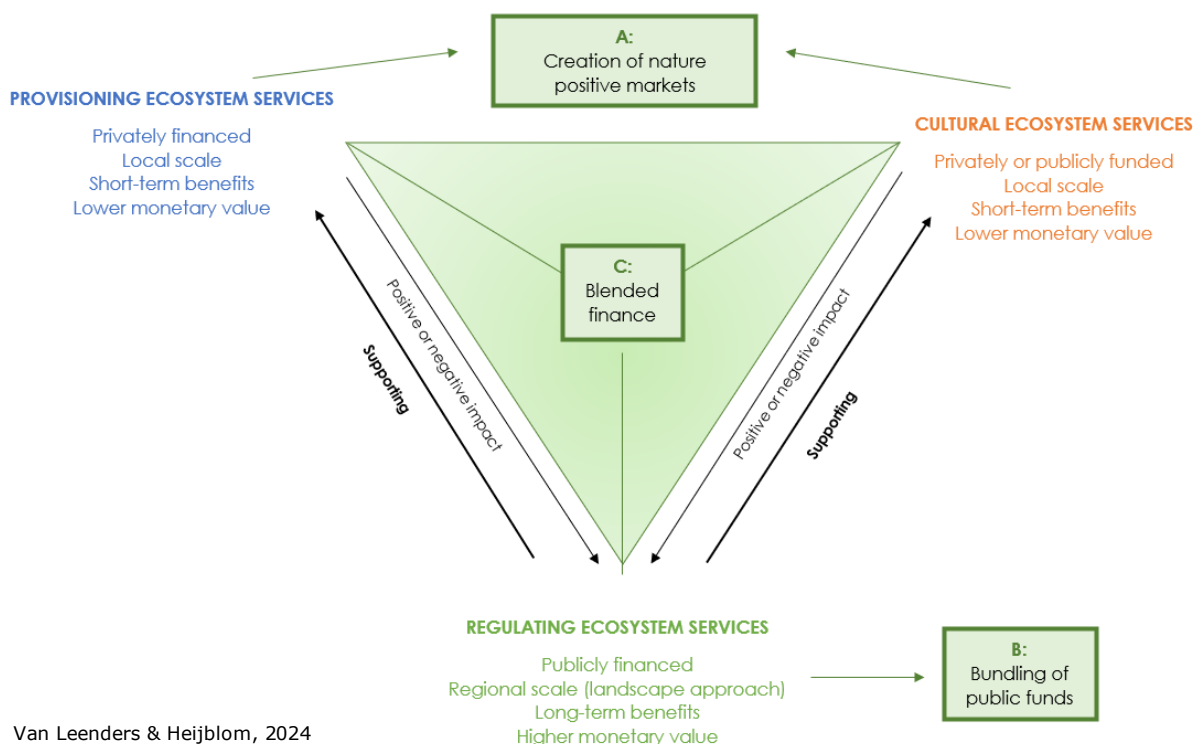 A:
Creation of nature
positive markets
PROVISIONING ECOSYSTEM SERVICES
Privately financed
Local scale
Short-term benefits
Lower monetary value
CULTURAL ECOSYSTEM SERVICES
Privately or publicly funded
Local scale
Short-term benefits
Lower monetary value
C:
Blended
finance
Positive or negative impact
Supporting
Positive or negative impact
Supporting
REGULATING ECOSYSTEM SERVICES
Publicly financed
Regional scale (landscape approach)
Long-term benefits
Higher monetary value
B:
Bundling of
public funds
Van Leenders & Heijblom, 2024